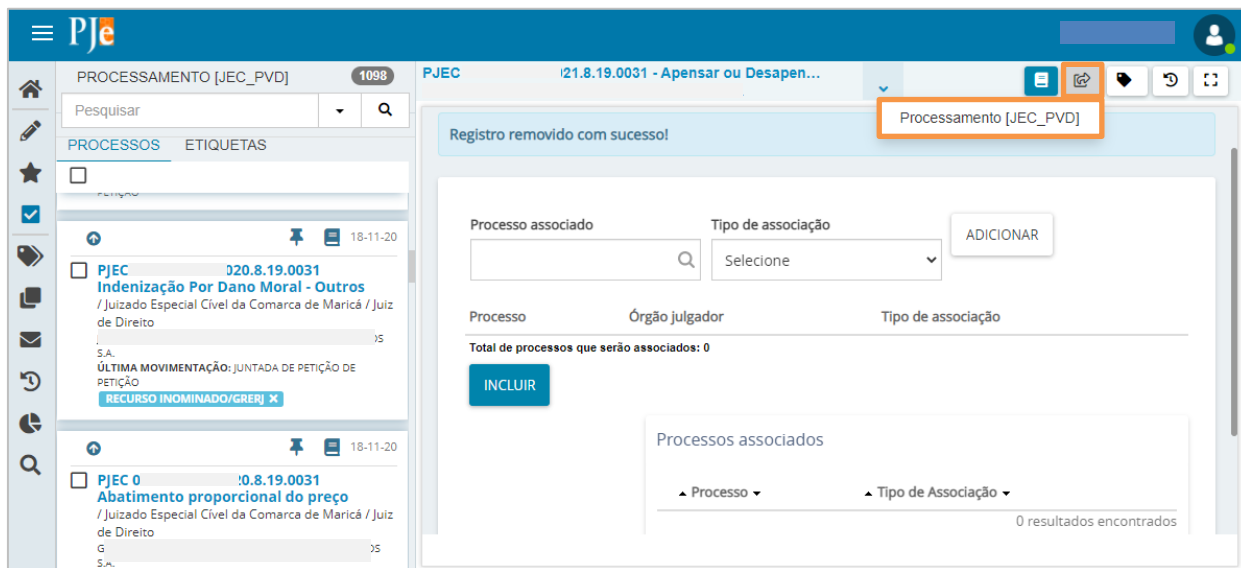 PJe
PROCESSAMENTO [JEC_PVD] 1098
Pesquisar
PROCESSOS ETIQUETAS
PETIÇÃO
18-11-20
PJEC 020.8.19.0031
Indenização Por Dano Moral - Outros
/ Juizado Especial Cível da Comarca de Maricá / Juiz
de Direito
OS
S.A.
ÚLTIMA MOVIMENTAÇÃO: JUNTADA DE PETIÇÃO DE
PETIÇÃO
RECURSO INOMINADO/GRERJ ×
18-11-20
PJEC 0 20.8.19.0031
Abatimento proporcional do preço
/ Juizado Especial Cível da Comarca de Maricá / Juiz
de Direito
G OS
S.A.
PJEC 021.8.19.0031 - Apensar ou Desapen...
Processamento [JEC_PVD]
Registro removido com sucesso!
Processo associado Tipo de associação
Selecione
ADICIONAR
Processo Órgão julgador Tipo de associação
Total de processos que serão associados: 0
INCLUIR
Processos associados
Processo Tipo de Associação
0 resultados encontrados